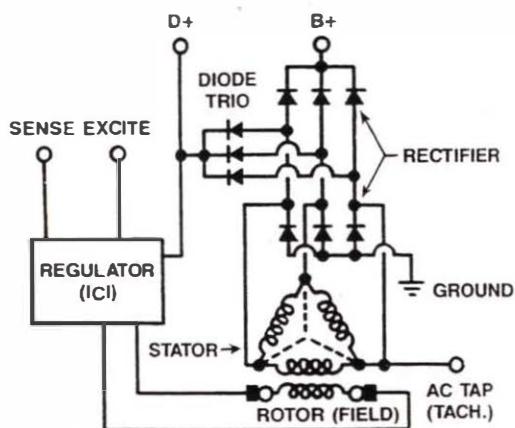 D+
B+
DIODE
TRIO
SENSE EXCITE
RECTIFIER
REGULATOR
(ICI)
GROUND
STATOR
AC TAP
(TACH.)
ROTOR (FIELD)